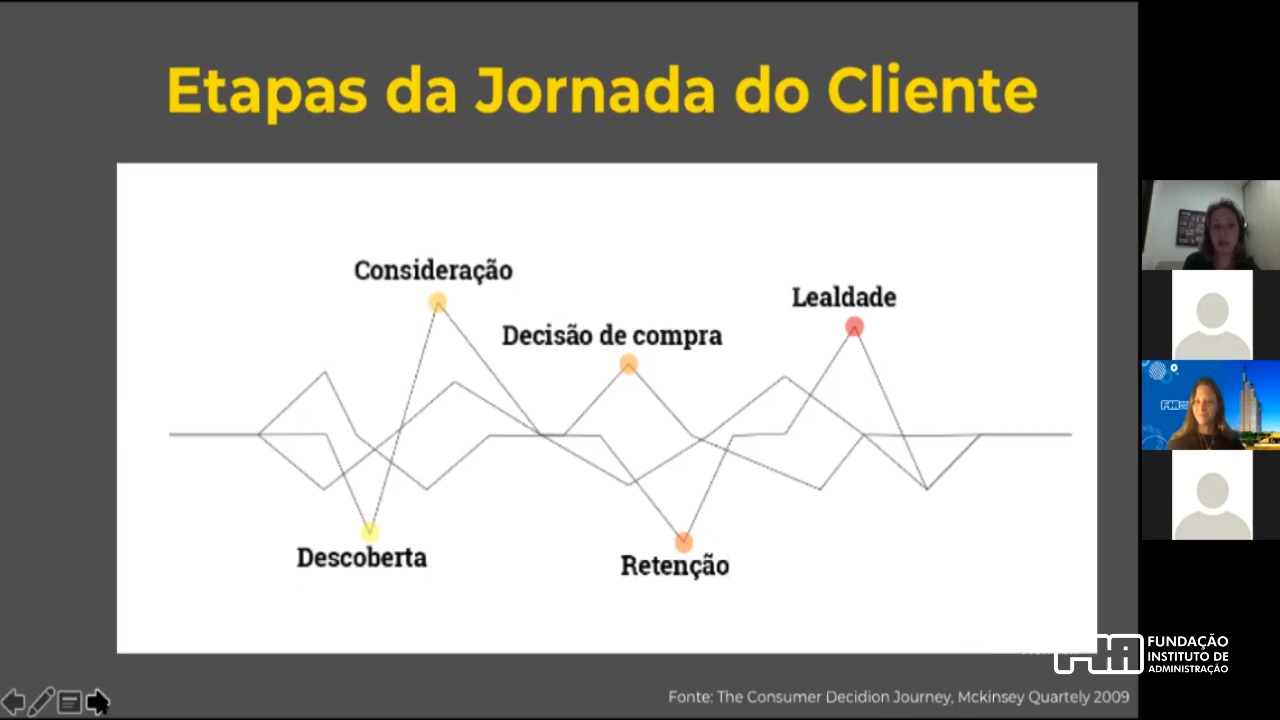 Etapas da Jornada do Cliente
Consideração
Lealdade
Decisão de compra
Descoberta
Retenção
FIA
FUNDAÇÃO
INSTITUTO DE
ADMINISTRAÇÃO
Fonte: The Consumer Decidion Journey, Mckinsey Quartely 2009